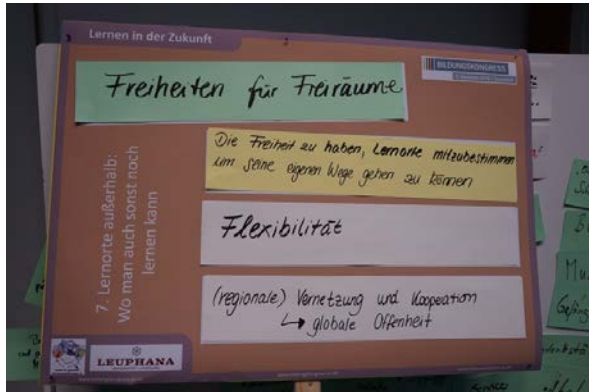 Lernen in der Zukunft
BILDUNGSKONGRESS
Freiheiten für Freiräume
Die Freiheit zu haben, Lernorte mitzubestimmen
um seine eigenen Wege gehen zu können
7. Lernorte außerhalb:
Wo man auch sonst noch
lernen kann
Flexibilität
(regionale) Vernetzung und Kooperation
↳ globale Offenheit
LEUPHANA